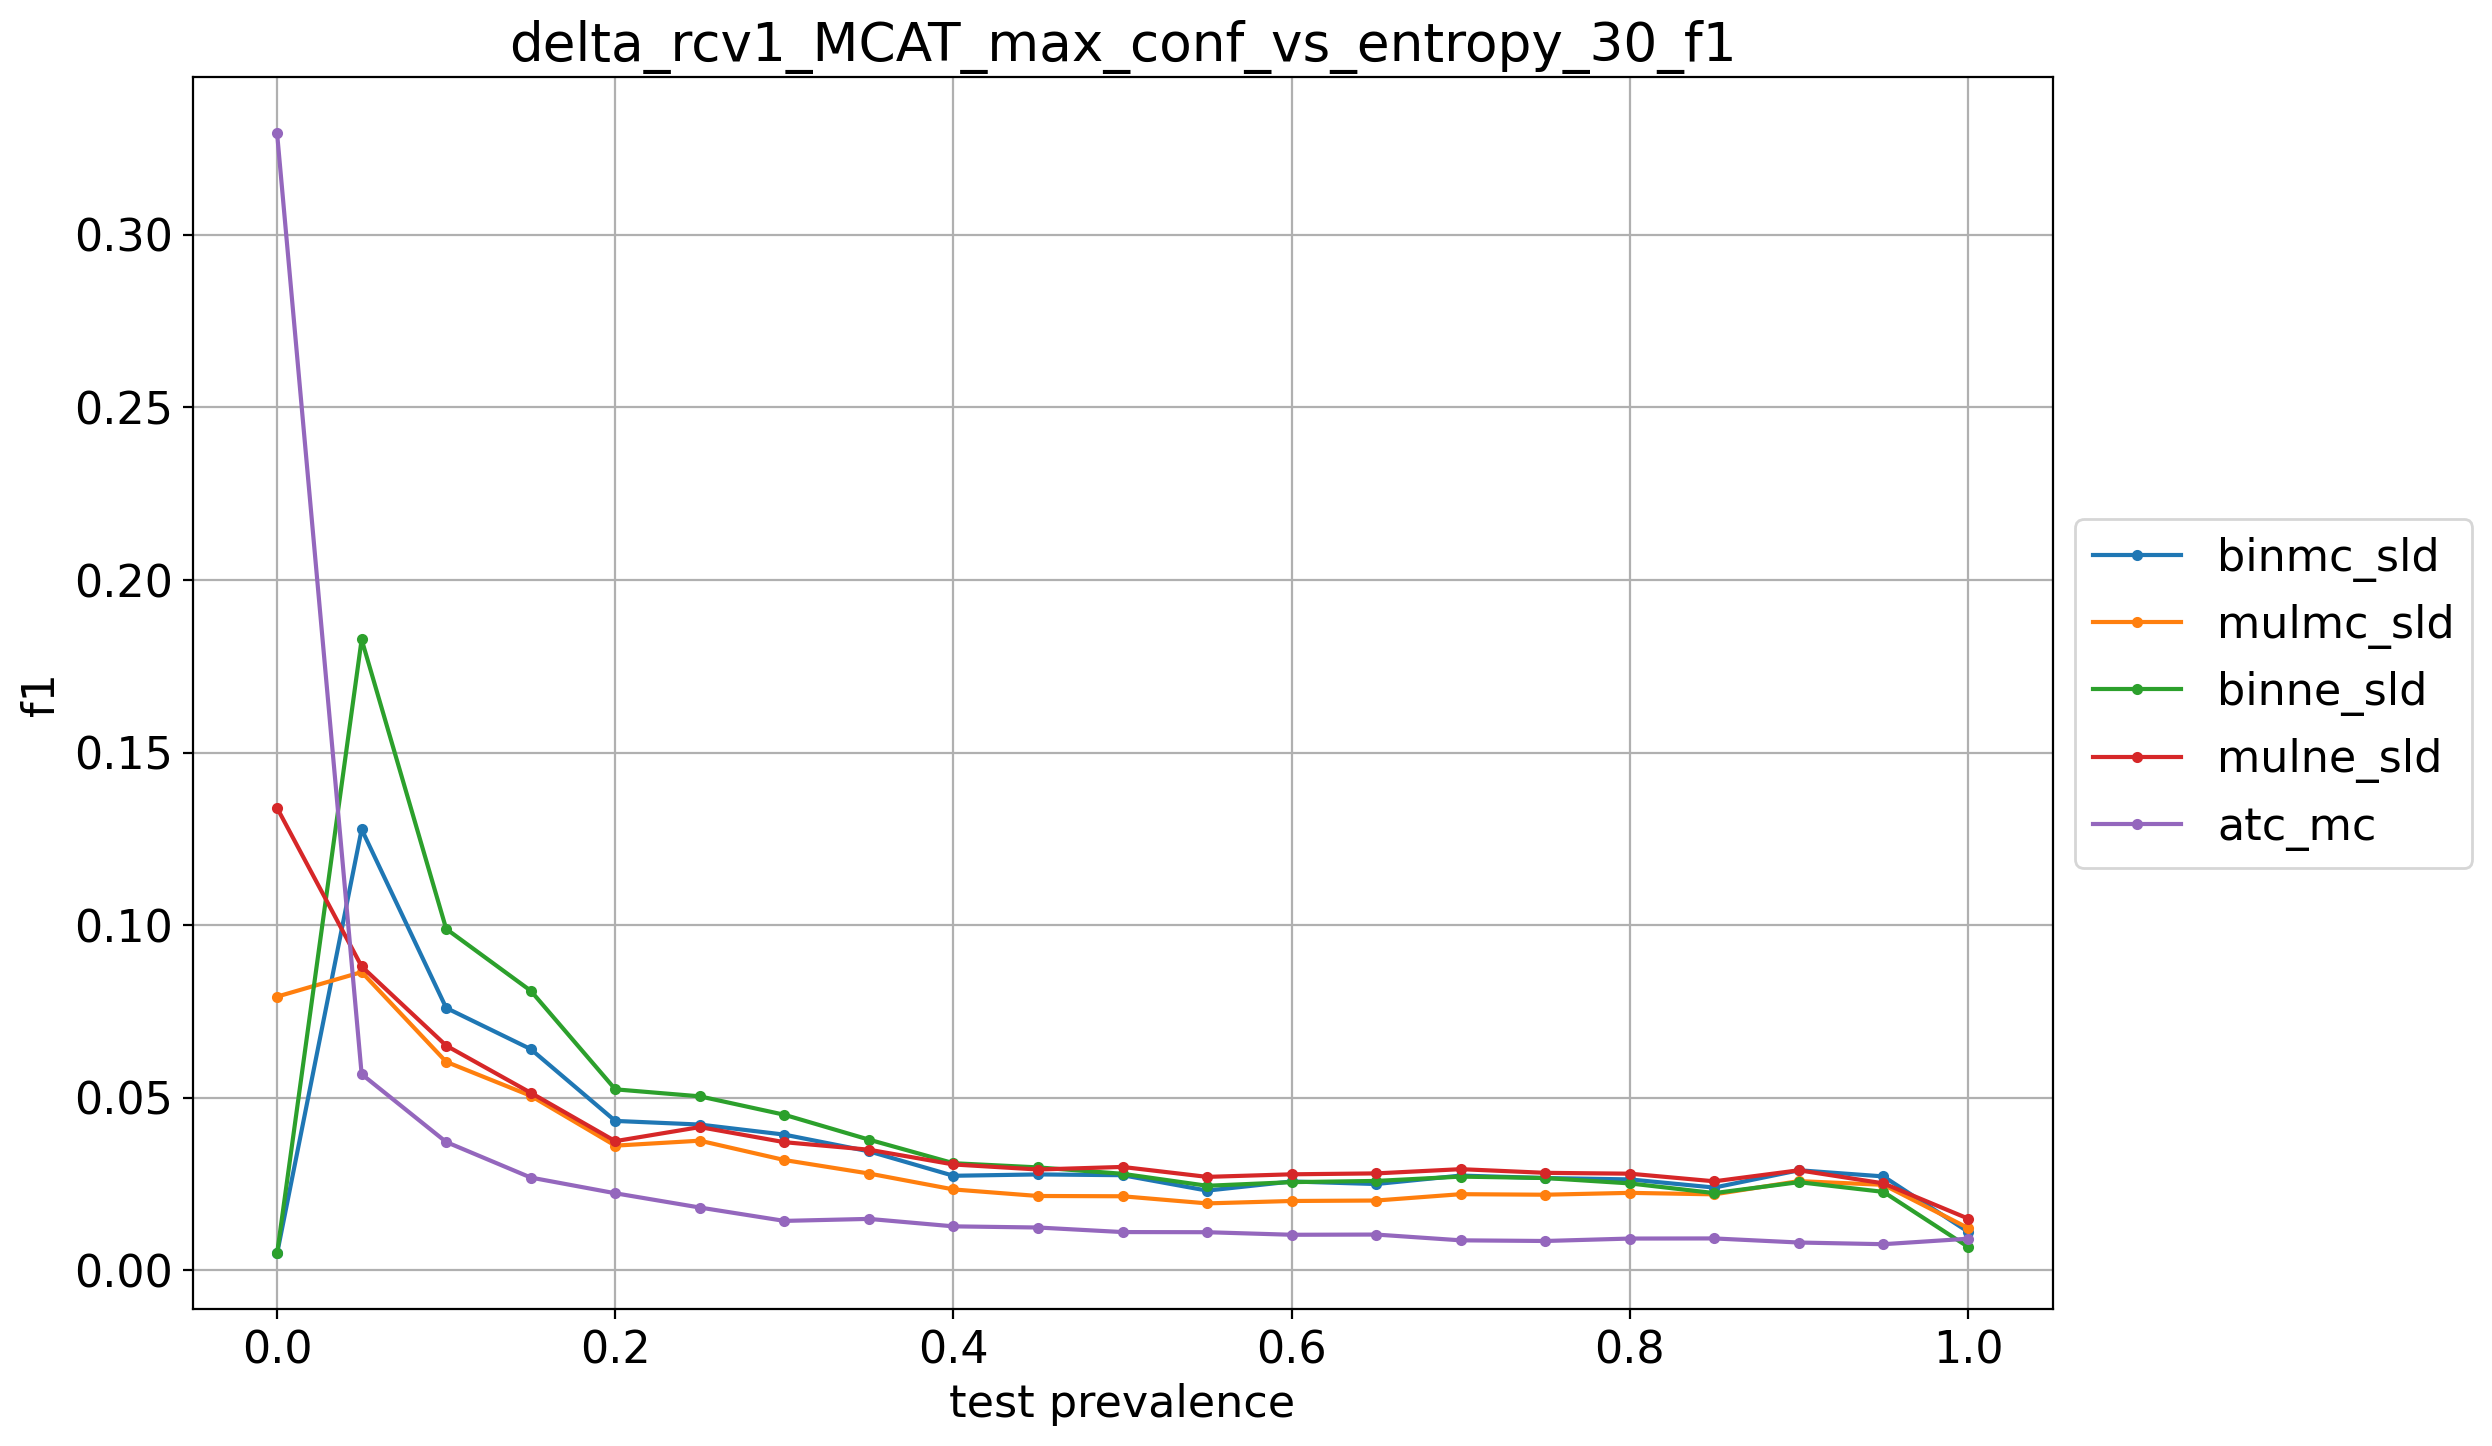 delta_rcv1_MCAT_max_conf_vs_entropy_30_f1
0.30
0.25
0.20
0.15
0.10
0.05
0.00
f1
0.0 0.2 0.4 0.6 0.8 1.0
test prevalence
binmc_sld
mulmc_sld
binne_sld
mulne_sld
atc_mc